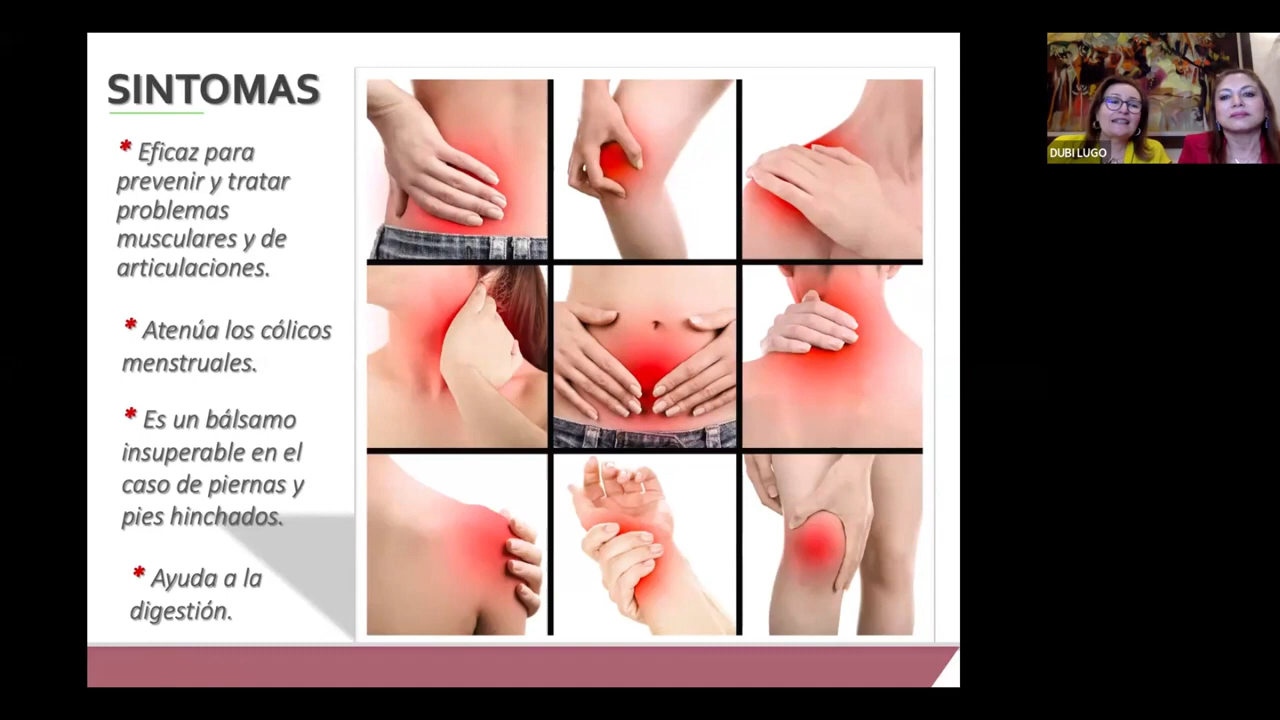 SINTOMAS
* Eficaz para
prevenir y tratar
problemas
musculares y de
articulaciones.
* Atenúa los cólicos
menstruales.
* Es un bálsamo
insuperable en el
caso de piernas y
pies hinchados.
* Ayuda a la
digestión.
DUBI LUGO